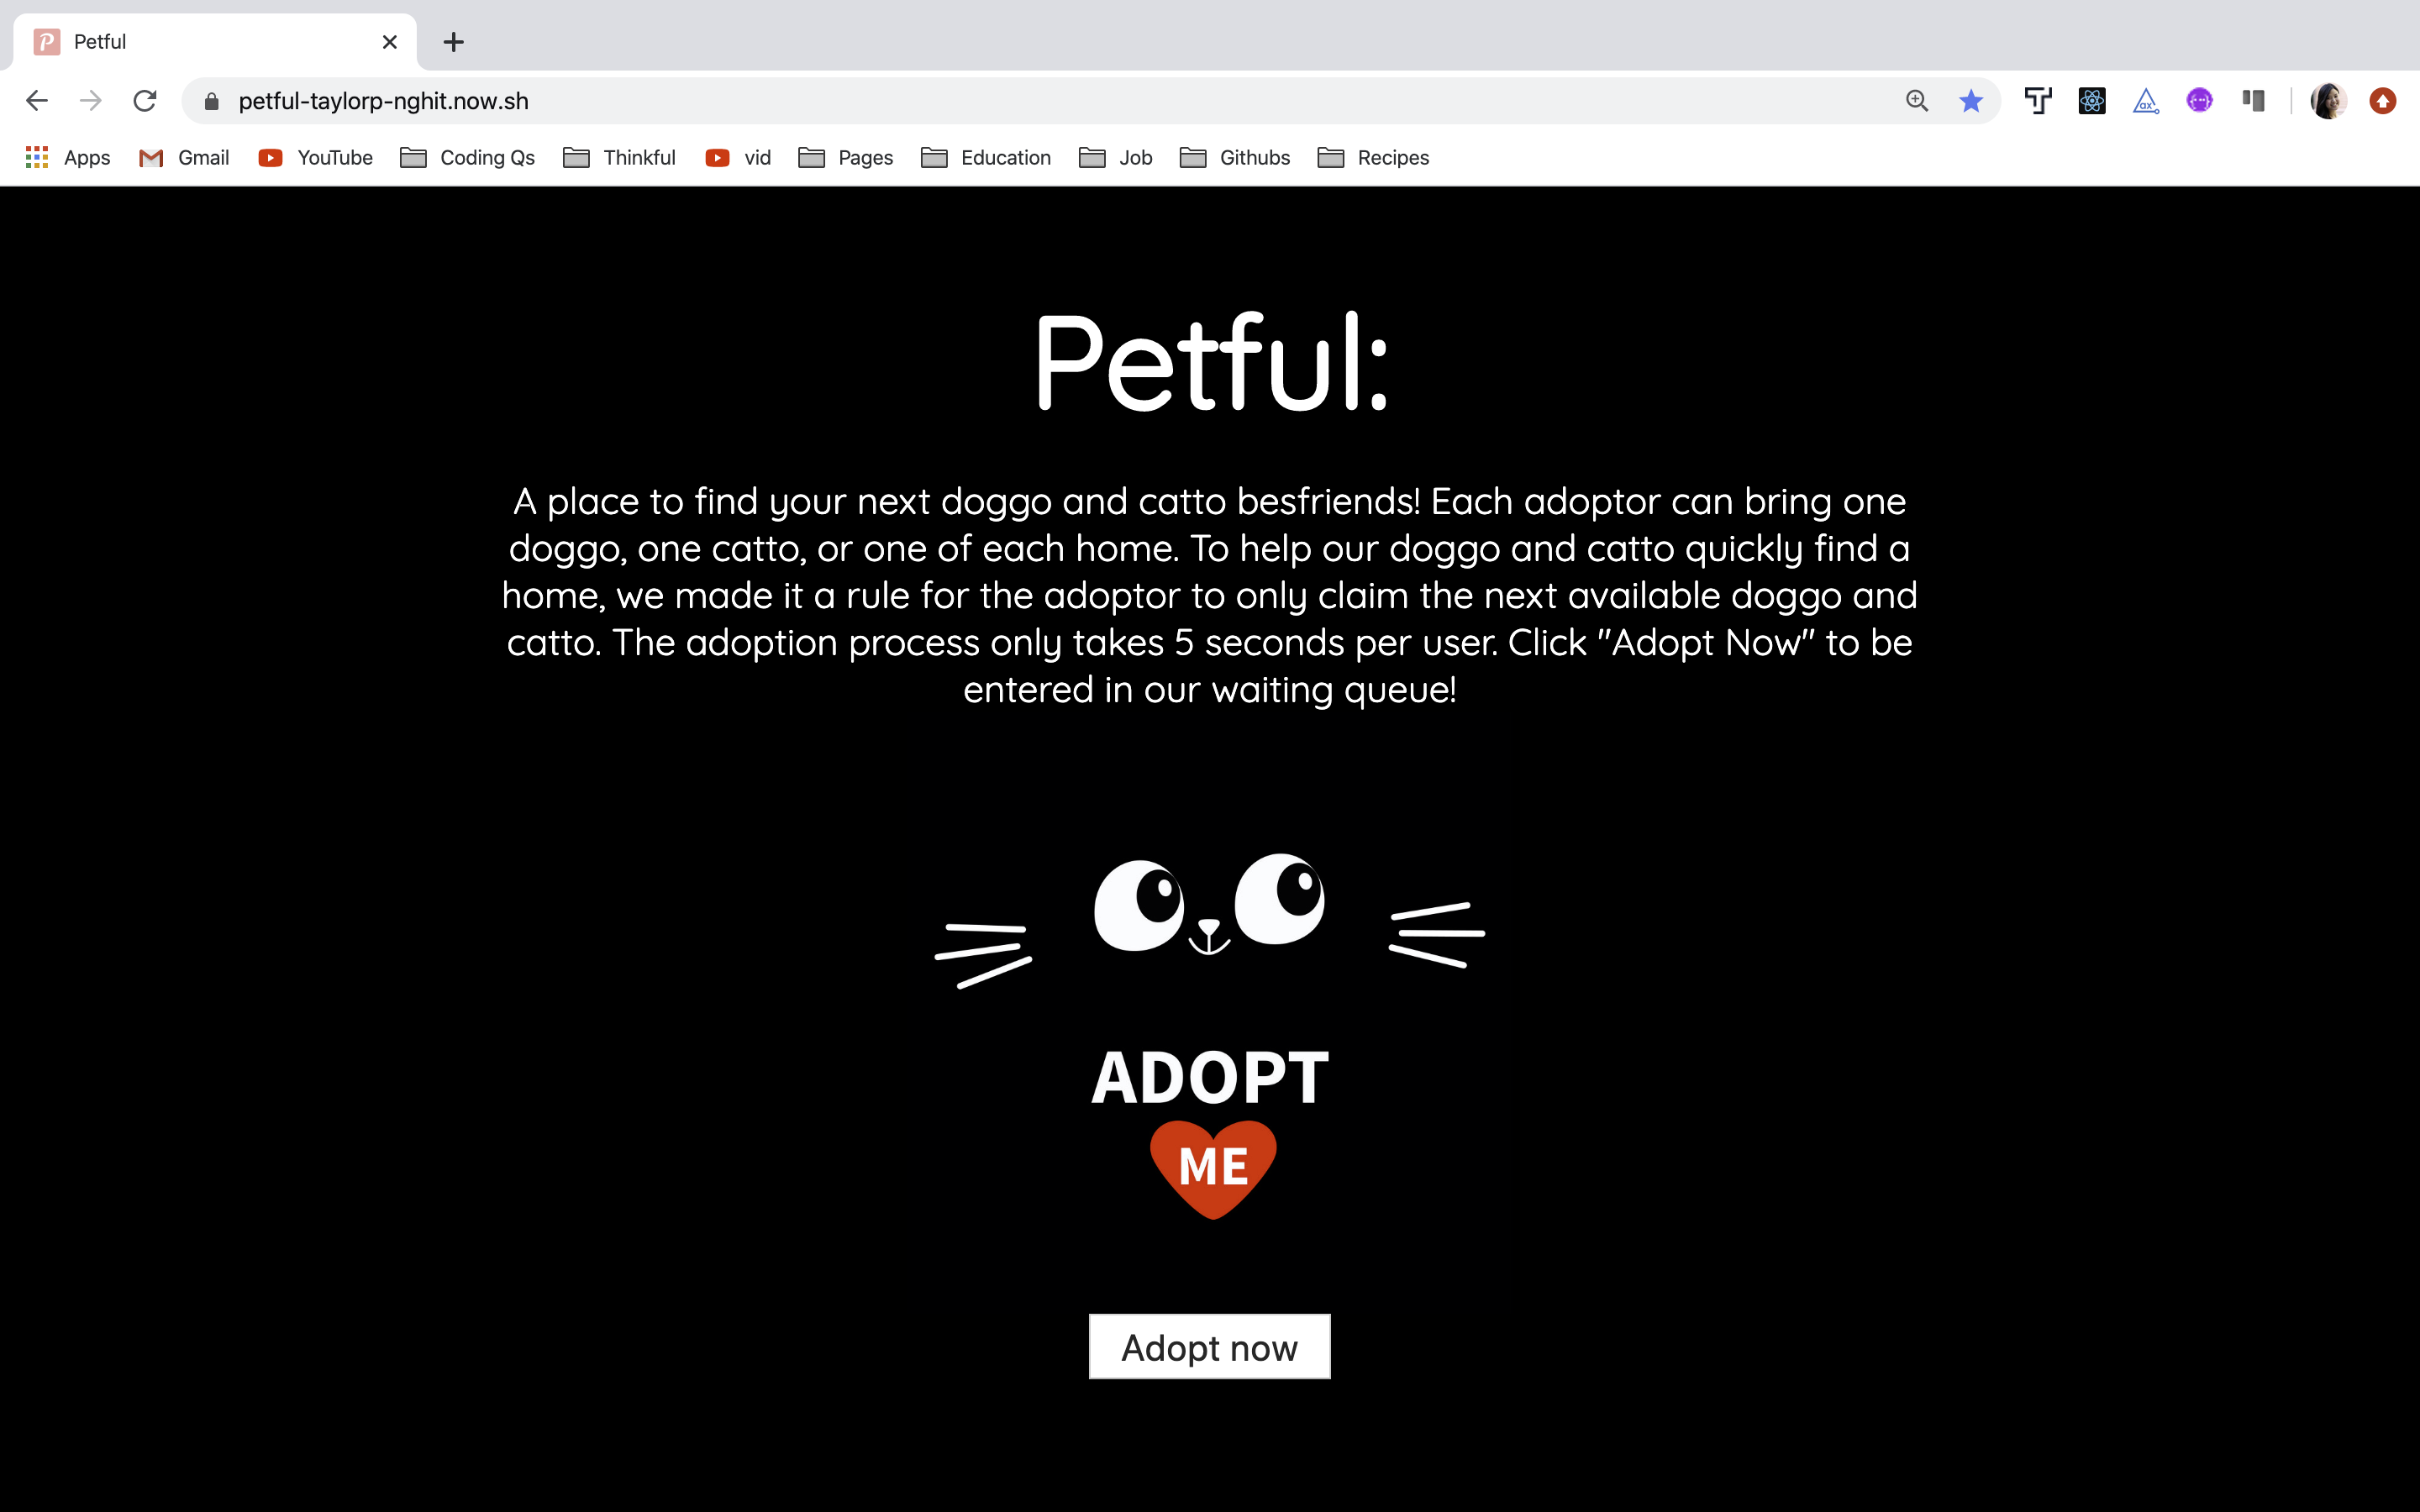 Petful
petful-taylorp-nghit.now.sh
Apps Gmail YouTube Coding Qs Thinkful vid Pages Education Job Githubs Recipes
Petful:
A place to find your next doggo and catto besfriends! Each adoptor can bring one
doggo, one catto, or one of each home. To help our doggo and catto quickly find a
home, we made it a rule for the adoptor to only claim the next available doggo and
catto. The adoption process only takes 5 seconds per user. Click "Adopt Now" to be
entered in our waiting queue!
ADOPT
ME
Adopt now